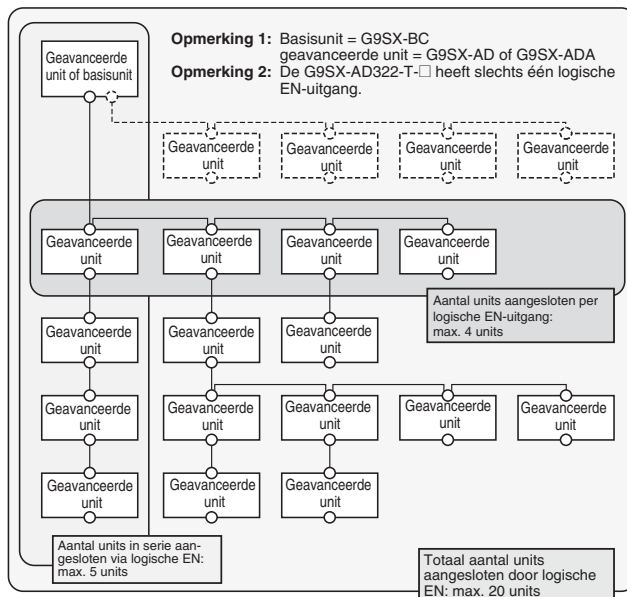 Geavanceerde
unit of basisunit
Opmerking 1: Basisunit = G9SX-BC
geavanceerde unit = G9SX-AD of G9SX-ADA
Opmerking 2: De G9SX-AD322-T-□ heeft slechts één logische
EN-uitgang.
Geavanceerde
unit
Geavanceerde
unit
Geavanceerde
unit
Geavanceerde
unit
Geavanceerde
unit
Geavanceerde
unit
Geavanceerde
unit
Geavanceerde
unit
Aantal units aangesloten per
logische EN-uitgang:
max. 4 units
Geavanceerde
unit
Geavanceerde
unit
Geavanceerde
unit
Geavanceerde
unit
Geavanceerde
unit
Geavanceerde
unit
Geavanceerde
unit
Geavanceerde
unit
Geavanceerde
unit
Geavanceerde
unit
Geavanceerde
unit
Aantal units in serie aan-
gesloten via logische EN:
max. 5 units
Totaal aantal units
aangesloten door logische
EN: max. 20 units